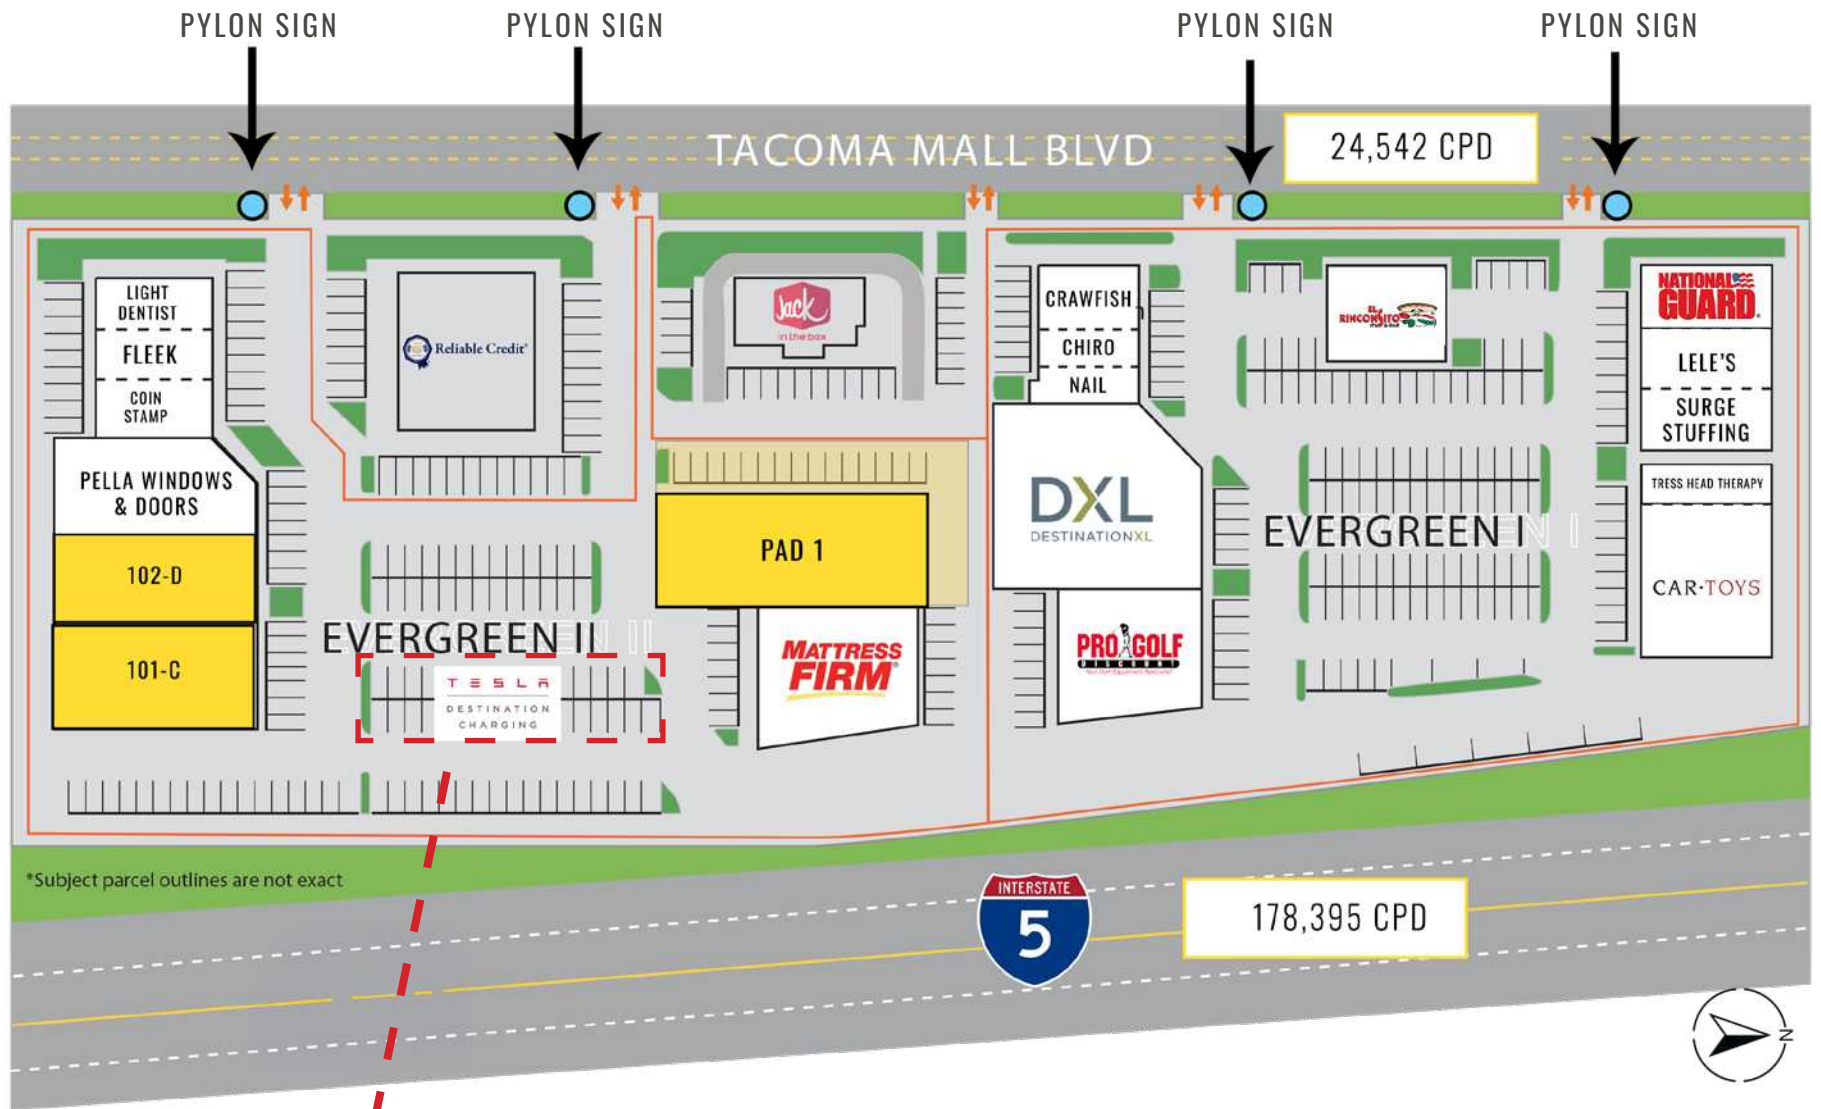 PYLON SIGN
PYLON SIGN
PYLON SIGN
PYLON SIGN
TACOMA MALL BLVD
24,542 CPD
LIGHT
DENTIST
FLEEK
COIN
STAMP
PELLA WINDOWS
& DOORS
102-D
101-C
Reliable Credit
Jack
in the box
CRAWFISH
CHIRO
NAIL
DXL
DESTINATIONXL
EL
RINCONSITO
NATIONAL
GUARD
LELE'S
SURGE
STUFFING
TRESS HEAD THERAPY
CAR·TOYS
EVERGREEN I
PAD 1
EVERGREEN II
MATTRESS
FIRM
PRO GOLF
DISCOUNT
TESLA
DESTINATION
CHARGING
*Subject parcel outlines are not exact
INTERSTATE
5
178,395 CPD
N